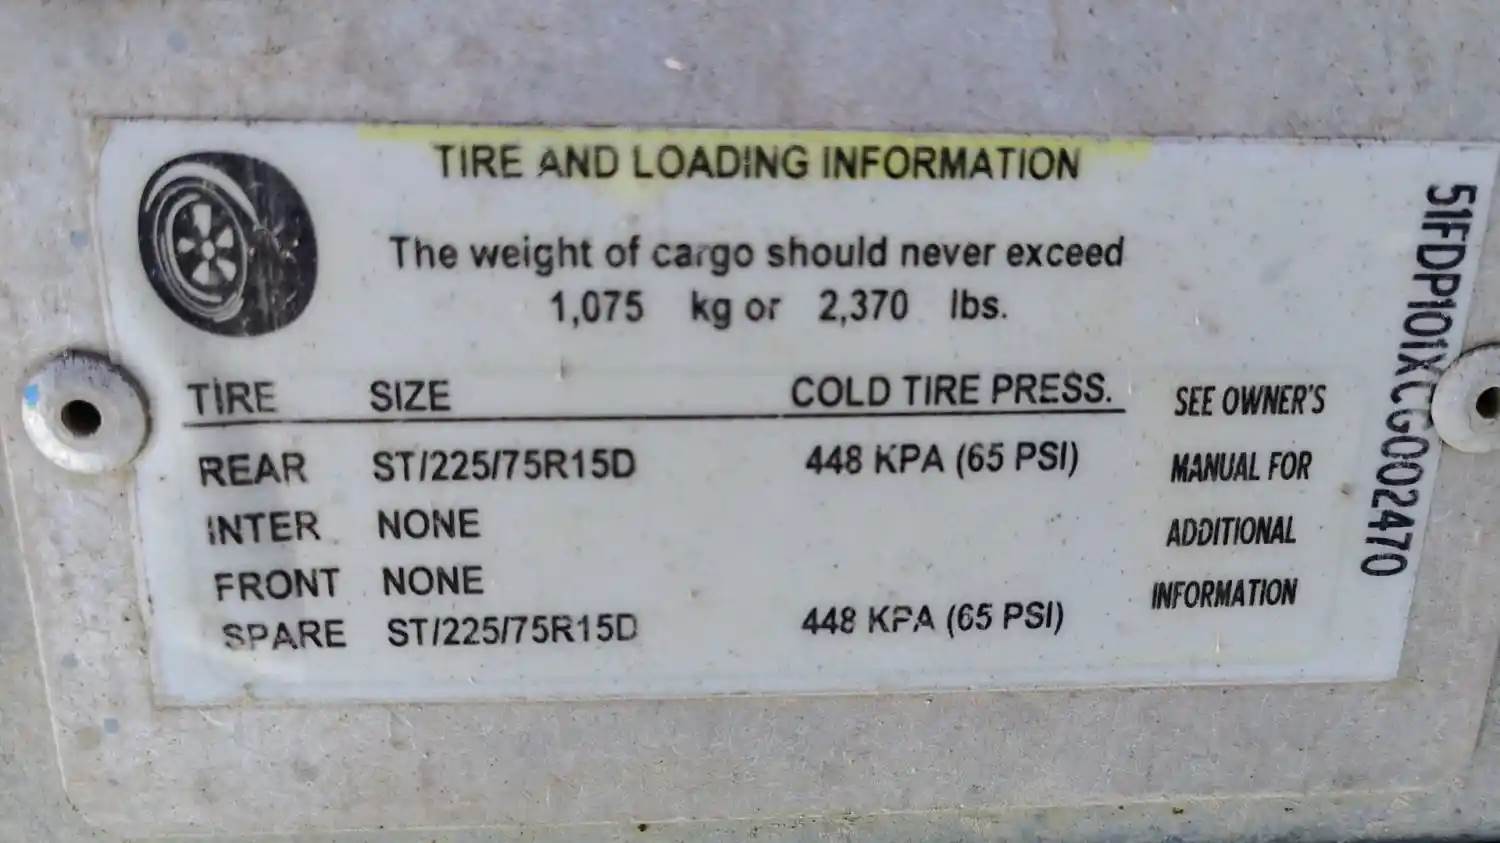 TIRE AND LOADING INFORMATION
The weight of cargo should never exceed
1,075 kg or 2,370 lbs.
TIRE SIZE COLD TIRE PRESS.
REAR ST/225/75R15D 448 KPA (65 PSI)
INTER NONE
FRONT NONE
SPARE ST/225/75R15D 448 KPA (65 PSI)
SEE OWNER'S
MANUAL FOR
ADDITIONAL
INFORMATION
51FDP101XCG002470